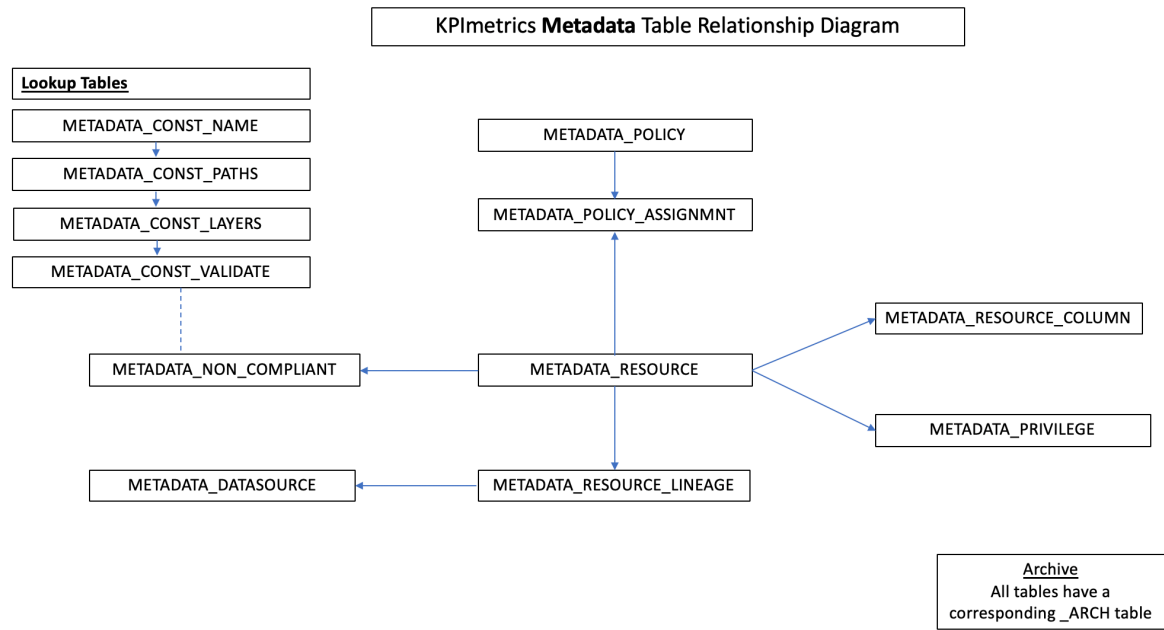 KPImetrics Metadata Table Relationship Diagram
Lookup Tables
METADATA_CONST_NAME
METADATA_CONST_PATHS
METADATA_CONST_LAYERS
METADATA_CONST_VALIDATE
METADATA_POLICY
METADATA_POLICY_ASSIGNMNT
METADATA_RESOURCE_COLUMN
METADATA_NON_COMPLIANT
METADATA_RESOURCE
METADATA_PRIVILEGE
METADATA_DATASOURCE
METADATA_RESOURCE_LINEAGE
Archive
All tables have a
corresponding _ARCH table